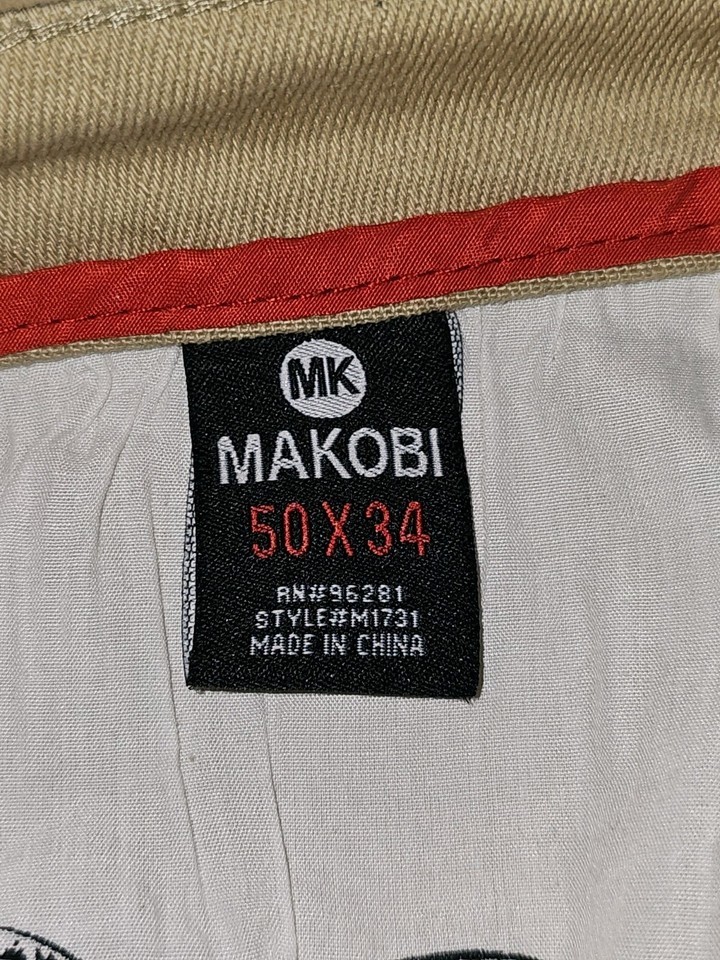 MK
MAKOBI
50 X 34
RN#96281
STYLE#M1731
MADE IN CHINA